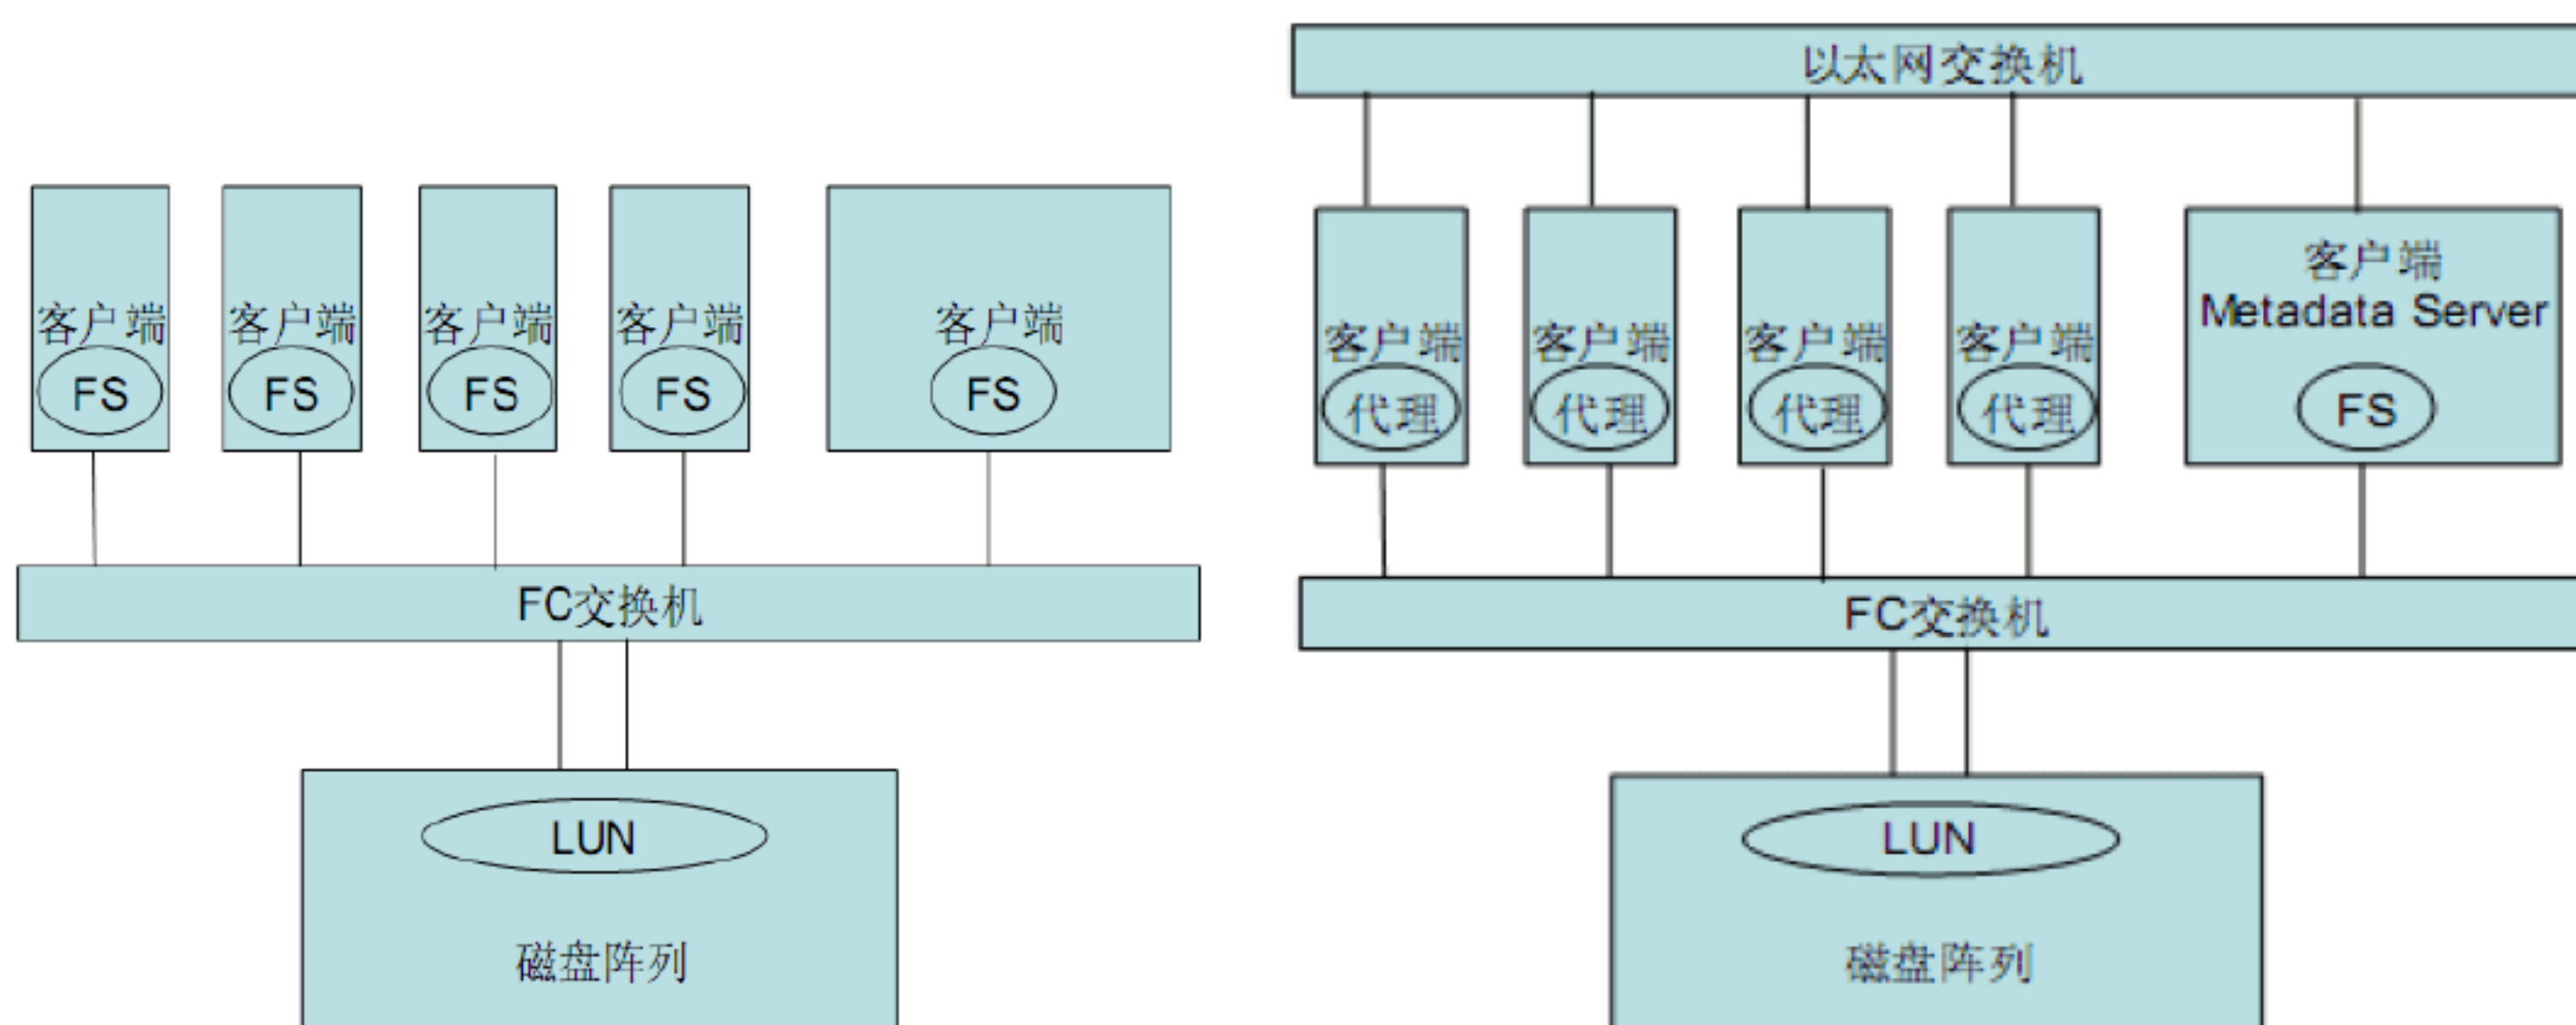 客户端
FS
客户端
FS
客户端
FS
客户端
FS
客户端
FS
FC交换机
LUN
磁盘阵列
以太网交换机
客户端
代理
客户端
代理
客户端
代理
客户端
代理
客户端
Metadata Server
FS
FC交换机
LUN
磁盘阵列